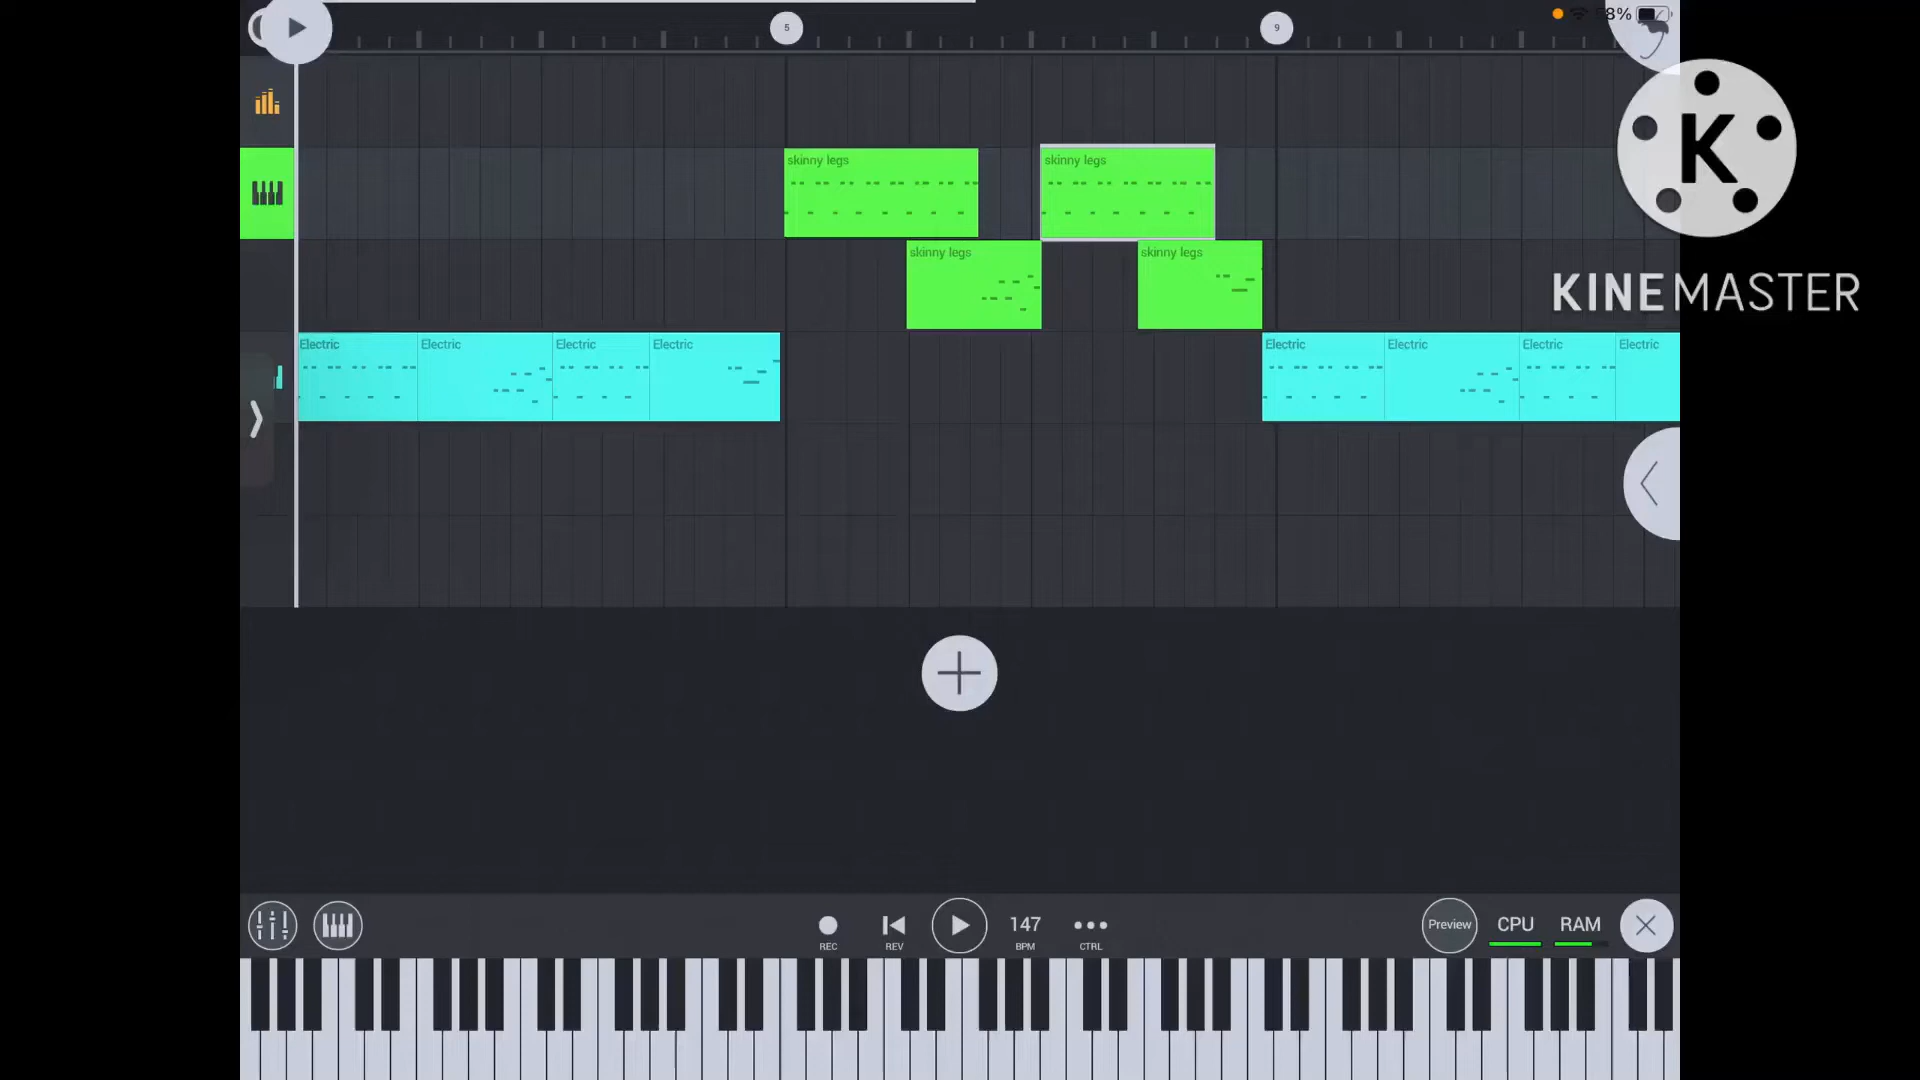 5
9
98%
K
KINEMASTER
skinny legs
skinny legs
skinny legs
skinny legs
Electric
Electric
Electric
Electric
Electric
Electric
Electric
Electric
147
Preview
CPU
RAM
REC
REV
BPM
CTRL